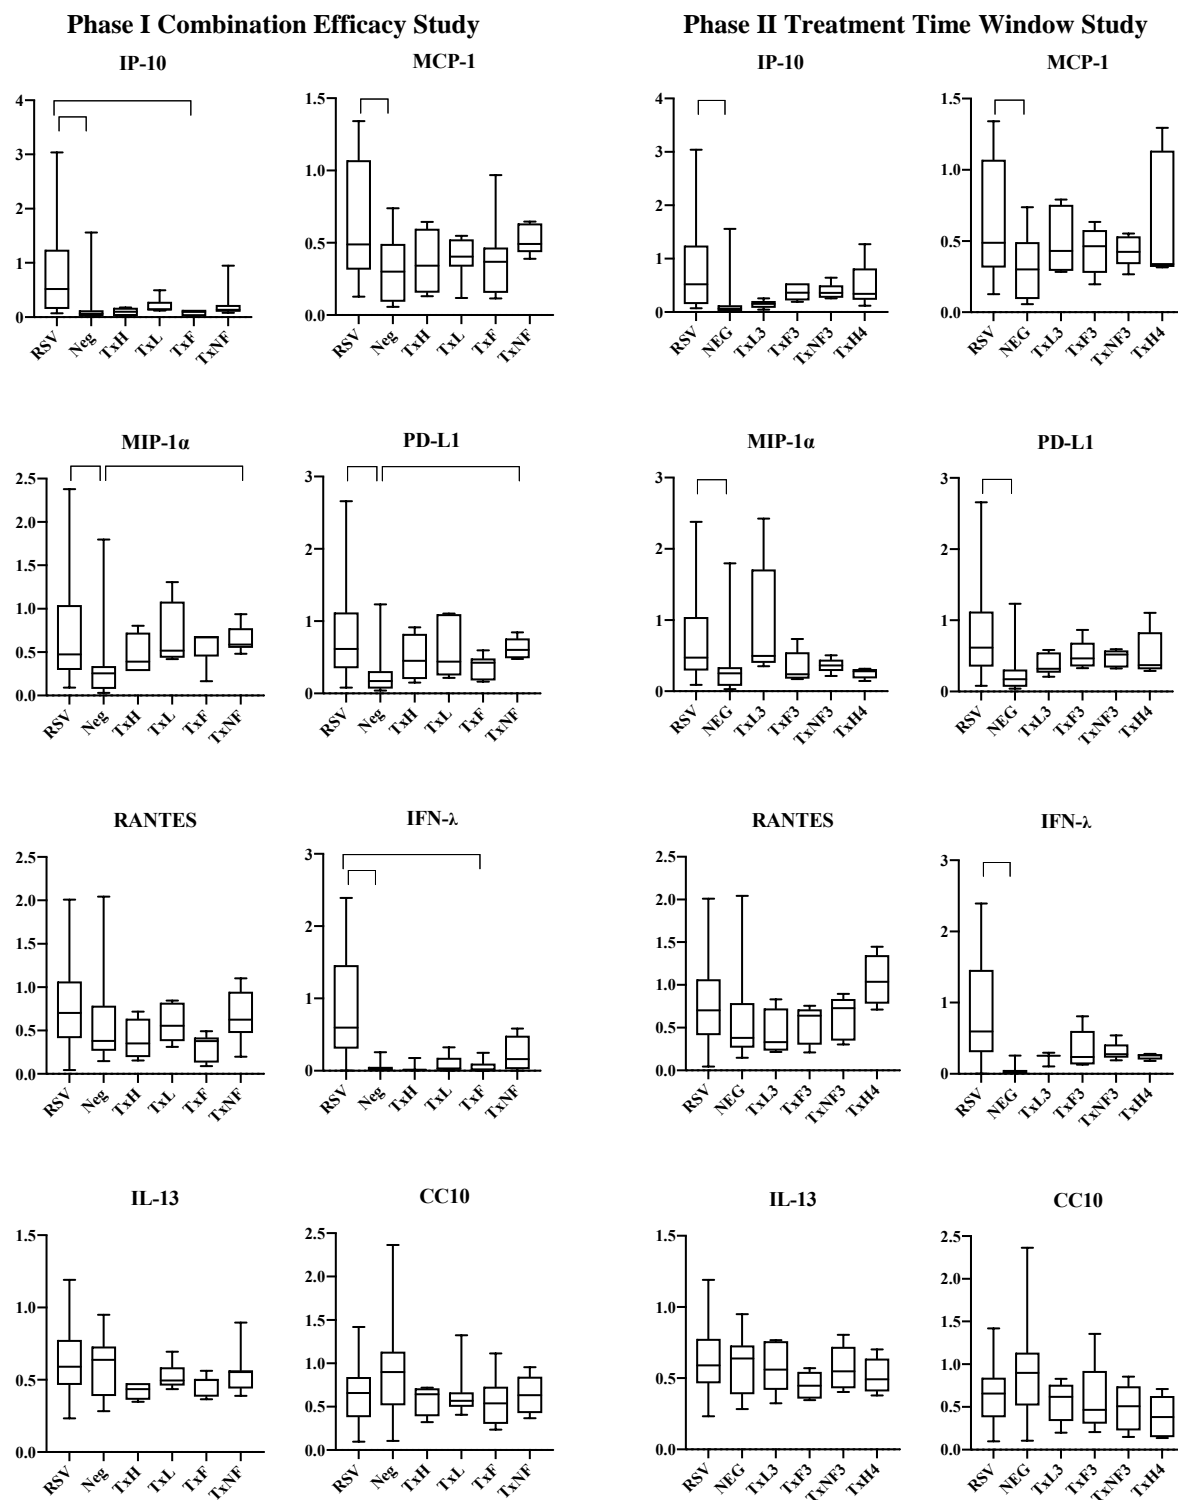 Phase I Combination Efficacy Study
Phase II Treatment Time Window Study
IP-10
4
3
2
1
0
RSV
Neg
TxH
TxL
TxF
TxNF
MCP-1
1.5
1.0
0.5
0.0
RSV
Neg
TxH
TxL
TxF
TxNF
IP-10
4
3
2
1
0
RSV
NEG
TxL3
TxF3
TxNF3
TxH4
MCP-1
1.5
1.0
0.5
0.0
RSV
NEG
TxL3
TxF3
TxNF3
TxH4
MIP-1α
2.5
2.0
1.5
1.0
0.5
0.0
RSV
Neg
TxH
TxL
TxF
TxNF
PD-L1
3
2
1
0
RSV
Neg
TxH
TxL
TxF
TxNF
MIP-1α
3
2
1
0
RSV
NEG
TxL3
TxF3
TxNF3
TxH4
PD-L1
3
2
1
0
RSV
NEG
TxL3
TxF3
TxNF3
TxH4
RANTES
2.5
2.0
1.5
1.0
0.5
0.0
RSV
Neg
TxH
TxL
TxF
TxNF
IFN-λ
3
2
1
0
RSV
Neg
TxH
TxL
TxF
TxNF
RANTES
2.5
2.0
1.5
1.0
0.5
0.0
RSV
NEG
TxL3
TxF3
TxNF3
TxH4
IFN-λ
3
2
1
0
RSV
NEG
TxL3
TxF3
TxNF3
TxH4
IL-13
1.5
1.0
0.5
0.0
RSV
Neg
TxH
TxL
TxF
TxNF
CC10
2.5
2.0
1.5
1.0
0.5
0.0
RSV
Neg
TxH
TxL
TxF
TxNF
IL-13
1.5
1.0
0.5
0.0
RSV
NEG
TxL3
TxF3
TxNF3
TxH4
CC10
2.5
2.0
1.5
1.0
0.5
0.0
RSV
NEG
TxL3
TxF3
TxNF3
TxH4